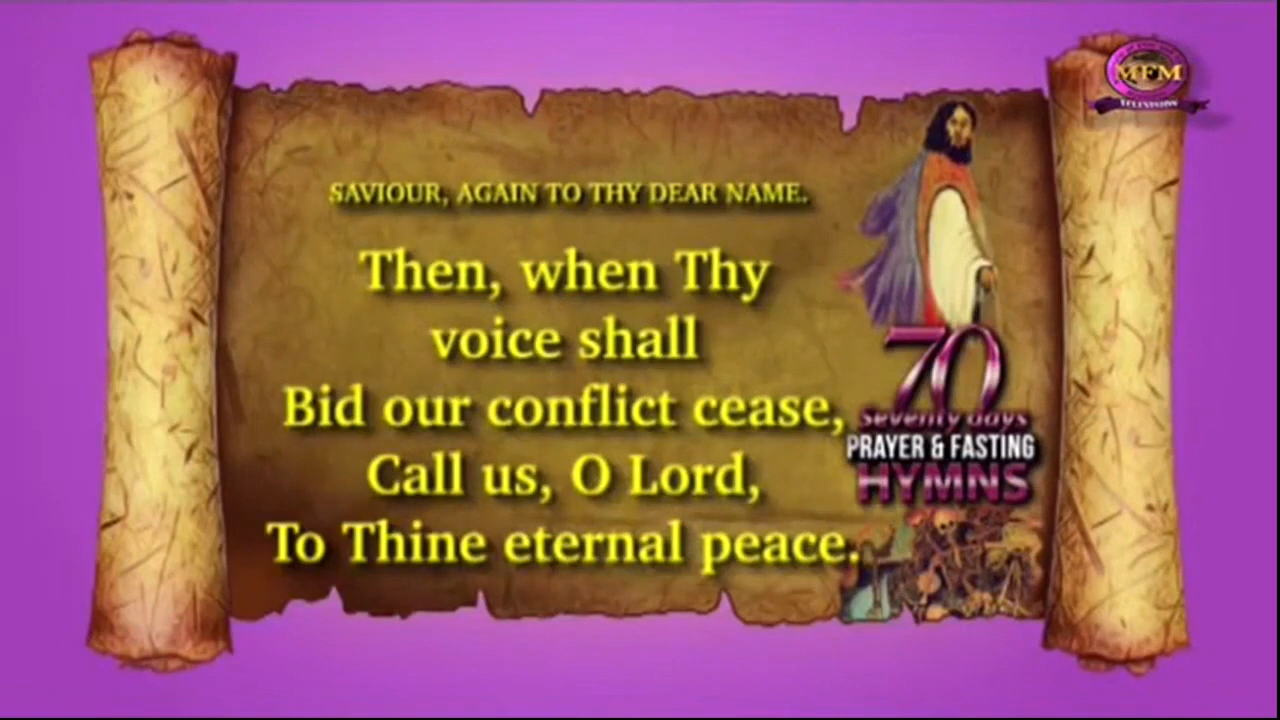 MFM
TELEVISION
SAVIOUR, AGAIN TO THY DEAR NAME.
Then, when Thy
voice shall
Bid our conflict cease,
Call us, O Lord,
To Thine eternal peace.
70
seventy days
PRAYER & FASTING
HYMNS